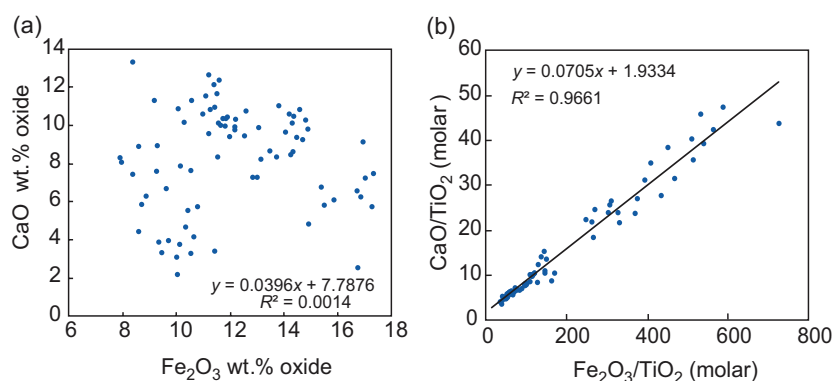 (a)
14
12
10
8
6
4
2
0
CaO wt.% oxide
y = 0.0396x + 7.7876
R² = 0.0014
6 8 10 12 14 16 18
Fe₂O₃ wt.% oxide
(b)
60
50
40
30
20
10
0
CaO/TiO₂ (molar)
y = 0.0705x + 1.9334
R² = 0.9661
0 200 400 600 800
Fe₂O₃/TiO₂ (molar)